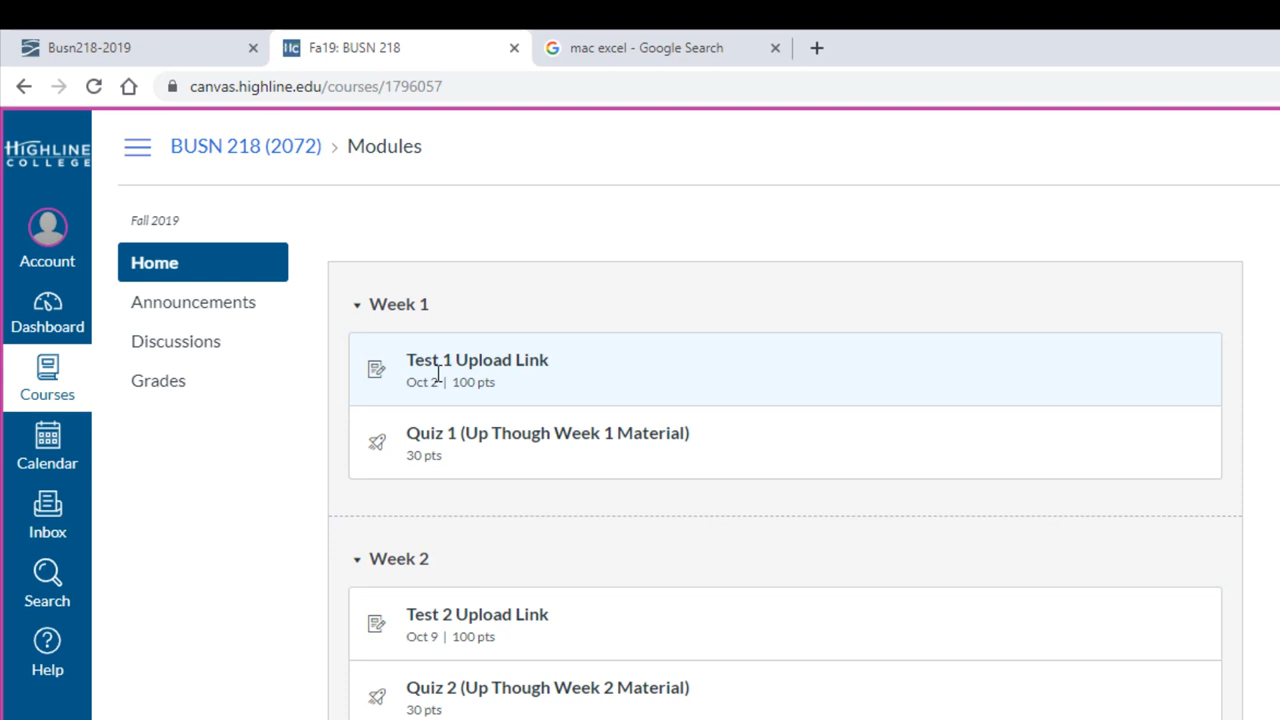 Busn218-2019
Hc Fa19: BUSN 218
G mac excel - Google Search
canvas.highline.edu/courses/1796057
HIGHLINE
COLLEGE
BUSN 218 (2072) > Modules
Fall 2019
Home
Announcements
Discussions
Grades
Account
Dashboard
Courses
Calendar
Inbox
Search
Help
Week 1
Test 1 Upload Link
Oct 2 | 100 pts
Quiz 1 (Up Though Week 1 Material)
30 pts
Week 2
Test 2 Upload Link
Oct 9 | 100 pts
Quiz 2 (Up Though Week 2 Material)
30 pts